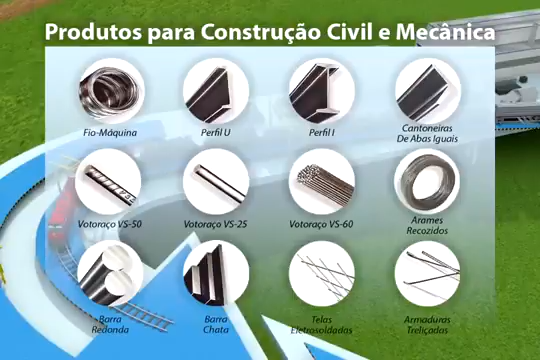 Produtos para Construção Civil e Mecânica
Fio-Máquina
Perfil U
Perfil I
Cantoneiras
De Abas Iguais
Votoraço VS-50
Votoraço VS-25
Votoraço VS-60
Arames
Recozidos
Barra
Redonda
Barra
Chata
Telas
Eletrosoldadas
Armaduras
Treliçadas